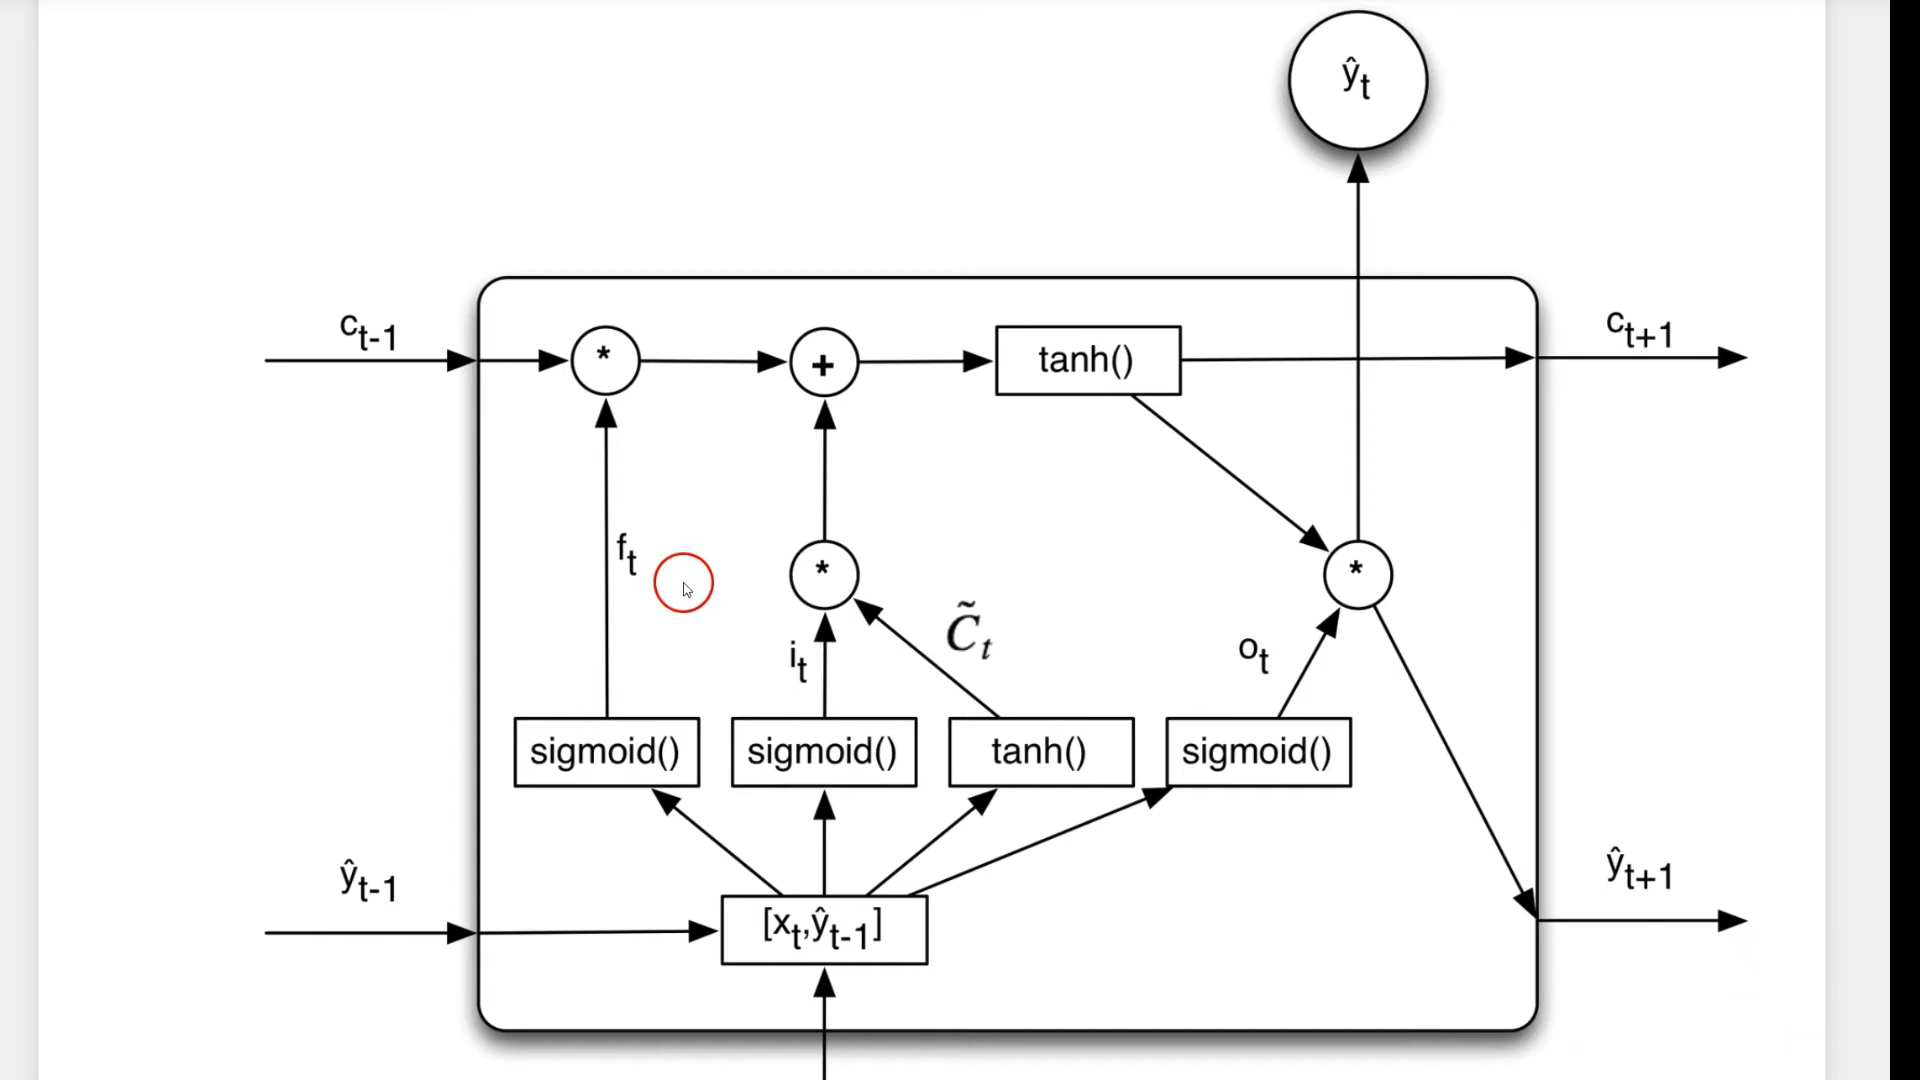 ŷt
ct-1
*
+
tanh()
ct+1
ft
*
C̃t
*
it
ot
sigmoid()
sigmoid()
tanh()
sigmoid()
ŷt-1
[xt,ŷt-1]
ŷt+1